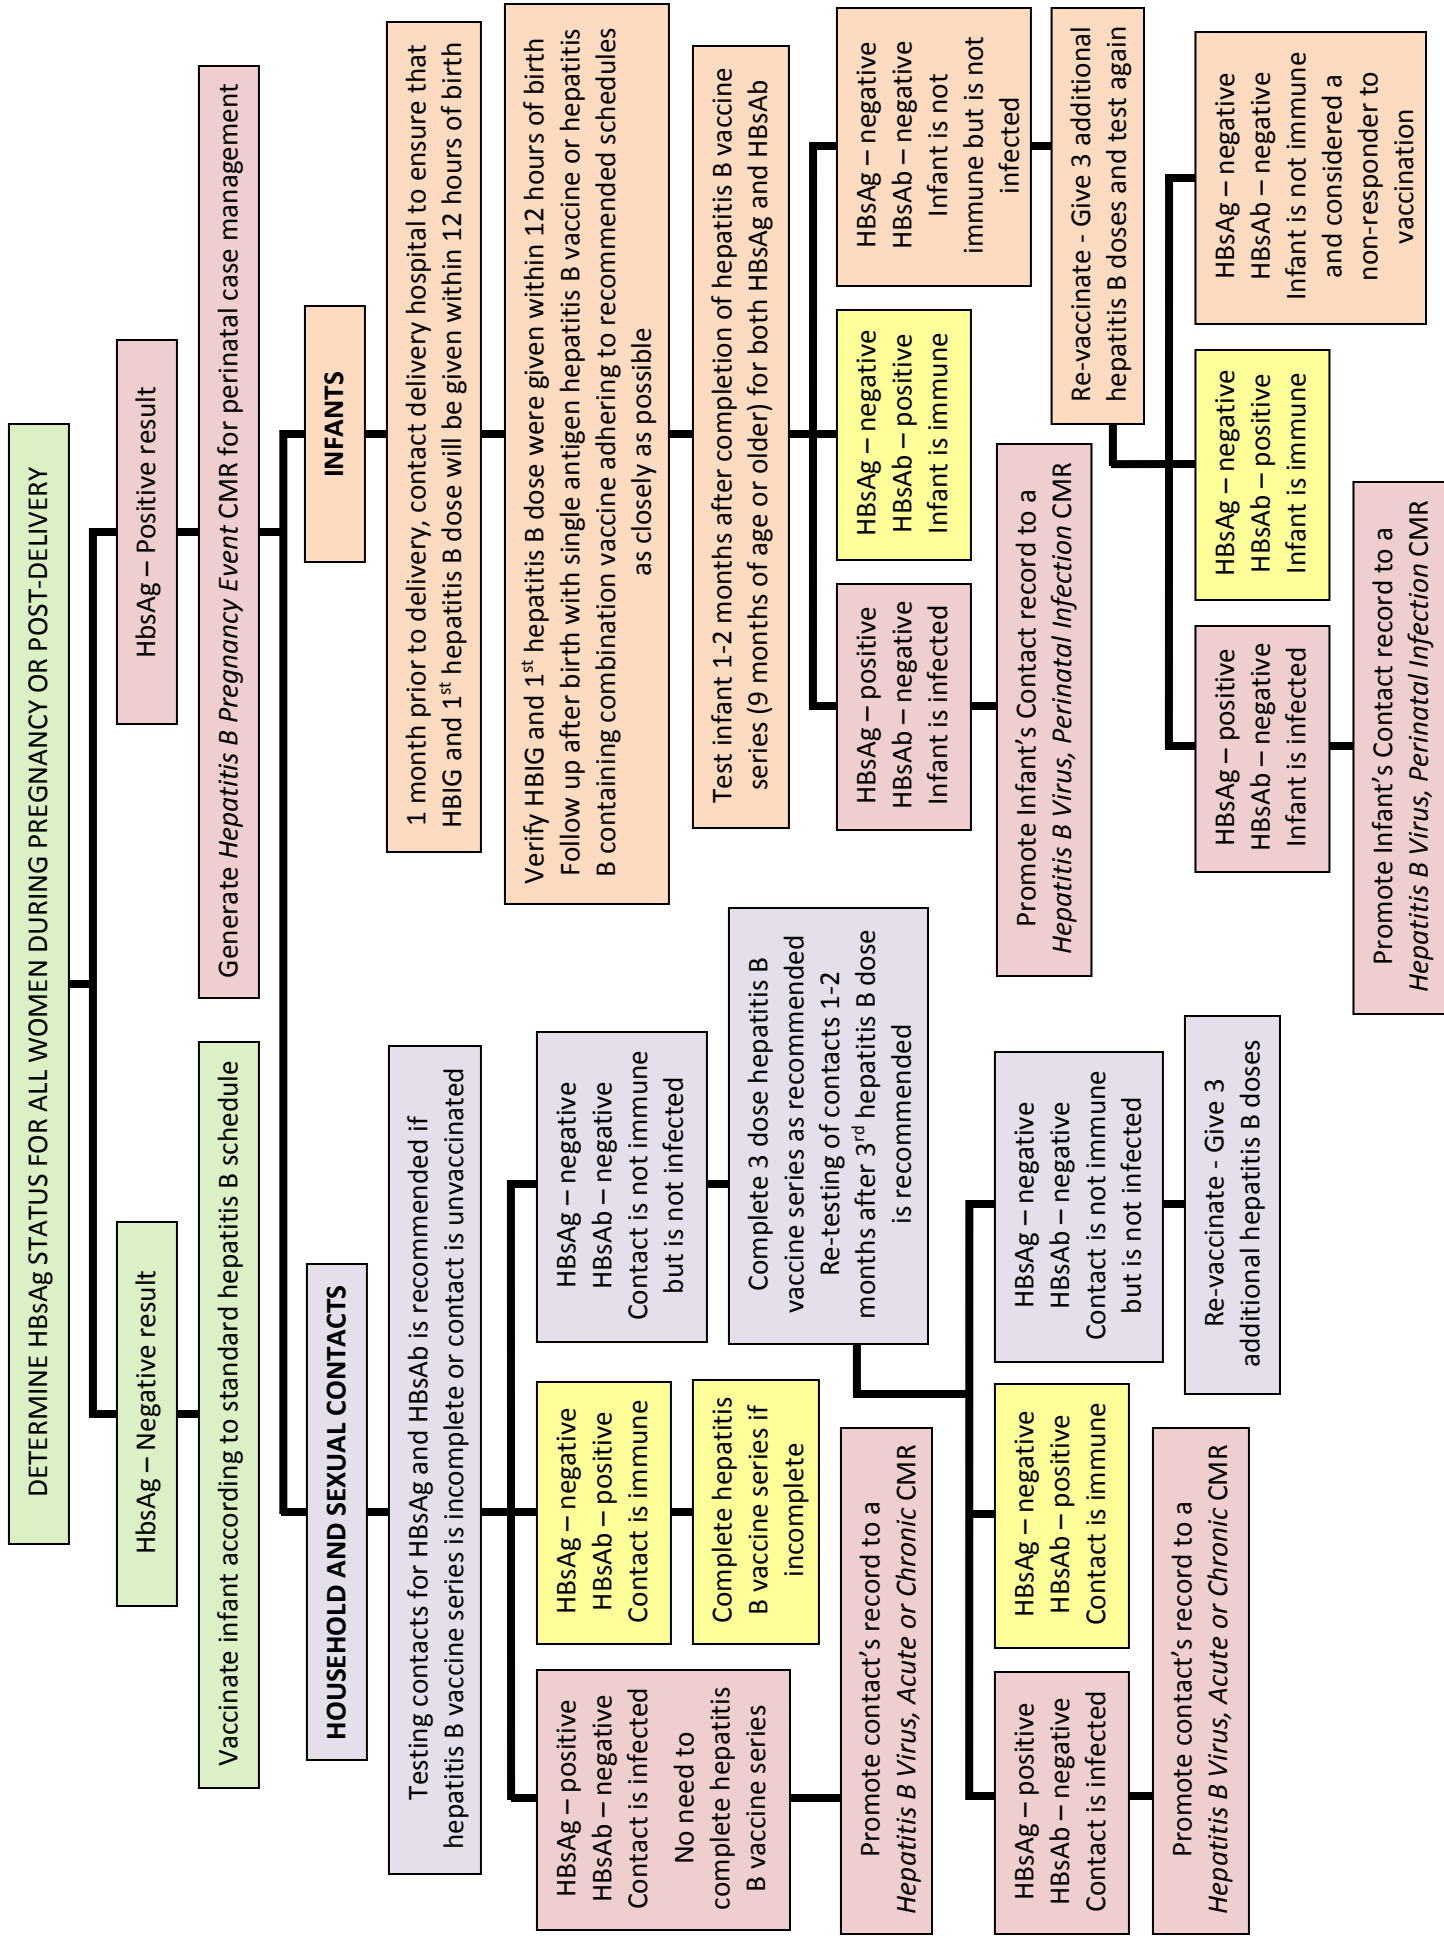 DETERMINE HBsAg STATUS FOR ALL WOMEN DURING PREGNANCY OR POST-DELIVERY
HbsAg – Negative result
HbsAg – Positive result
Vaccinate infant according to standard hepatitis B schedule
Generate Hepatitis B Pregnancy Event CMR for perinatal case management
HOUSEHOLD AND SEXUAL CONTACTS
Testing contacts for HBsAg and HBsAb is recommended if
hepatitis B vaccine series is incomplete or contact is unvaccinated
HBsAg – positive
HBsAb – negative
Contact is infected
No need to
complete hepatitis
B vaccine series
Promote contact's record to a
Hepatitis B Virus, Acute or Chronic CMR
HBsAg – negative
HBsAb – positive
Contact is immune
Complete hepatitis
B vaccine series if
incomplete
HBsAg – negative
HBsAb – negative
Contact is not immune
but is not infected
Complete 3 dose hepatitis B
vaccine series as recommended
Re-testing of contacts 1-2
months after 3rd hepatitis B dose
is recommended
HBsAg – positive
HBsAb – negative
Contact is infected
Promote contact's record to a
Hepatitis B Virus, Acute or Chronic CMR
HBsAg – negative
HBsAb – positive
Contact is immune
HBsAg – negative
HBsAb – negative
Contact is not immune
but is not infected
Re-vaccinate - Give 3
additional hepatitis B doses
INFANTS
1 month prior to delivery, contact delivery hospital to ensure that
HBIG and 1st hepatitis B dose will be given within 12 hours of birth
Verify HBIG and 1st hepatitis B dose were given within 12 hours of birth
Follow up after birth with single antigen hepatitis B vaccine or hepatitis
B containing combination vaccine adhering to recommended schedules
as closely as possible
Test infant 1-2 months after completion of hepatitis B vaccine
series (9 months of age or older) for both HBsAg and HBsAb
HBsAg – positive
HBsAb – negative
Infant is infected
Promote Infant's Contact record to a
Hepatitis B Virus, Perinatal Infection CMR
HBsAg – negative
HBsAb – positive
Infant is immune
HBsAg – negative
HBsAb – negative
Infant is not
immune but is not
infected
Re-vaccinate - Give 3 additional
hepatitis B doses and test again
HBsAg – positive
HBsAb – negative
Infant is infected
Promote Infant's Contact record to a
Hepatitis B Virus, Perinatal Infection CMR
HBsAg – negative
HBsAb – positive
Infant is immune
HBsAg – negative
HBsAb – negative
Infant is not immune
and considered a
non-responder to
vaccination